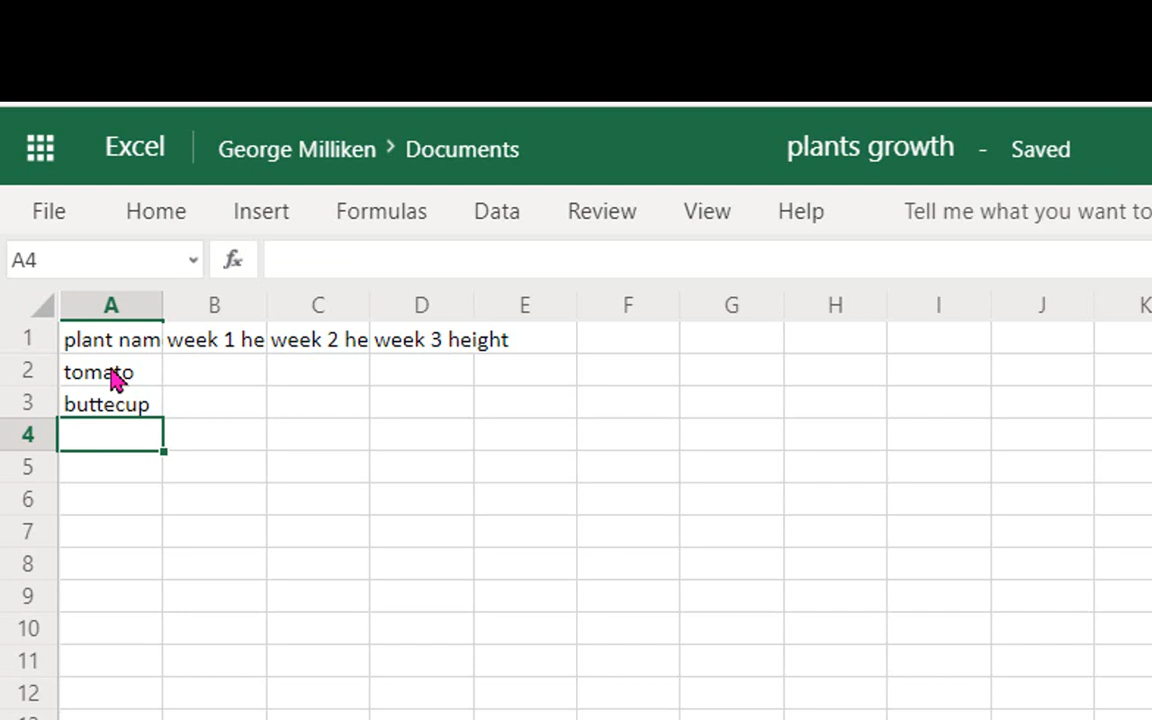 Excel George Milliken > Documents plants growth - Saved
File Home Insert Formulas Data Review View Help Tell me what you want to
A4 fx
A B C D E F G H I J K
1 plant nam week 1 he week 2 he week 3 height
2 tomato
3 buttecup
4
5
6
7
8
9
10
11
12